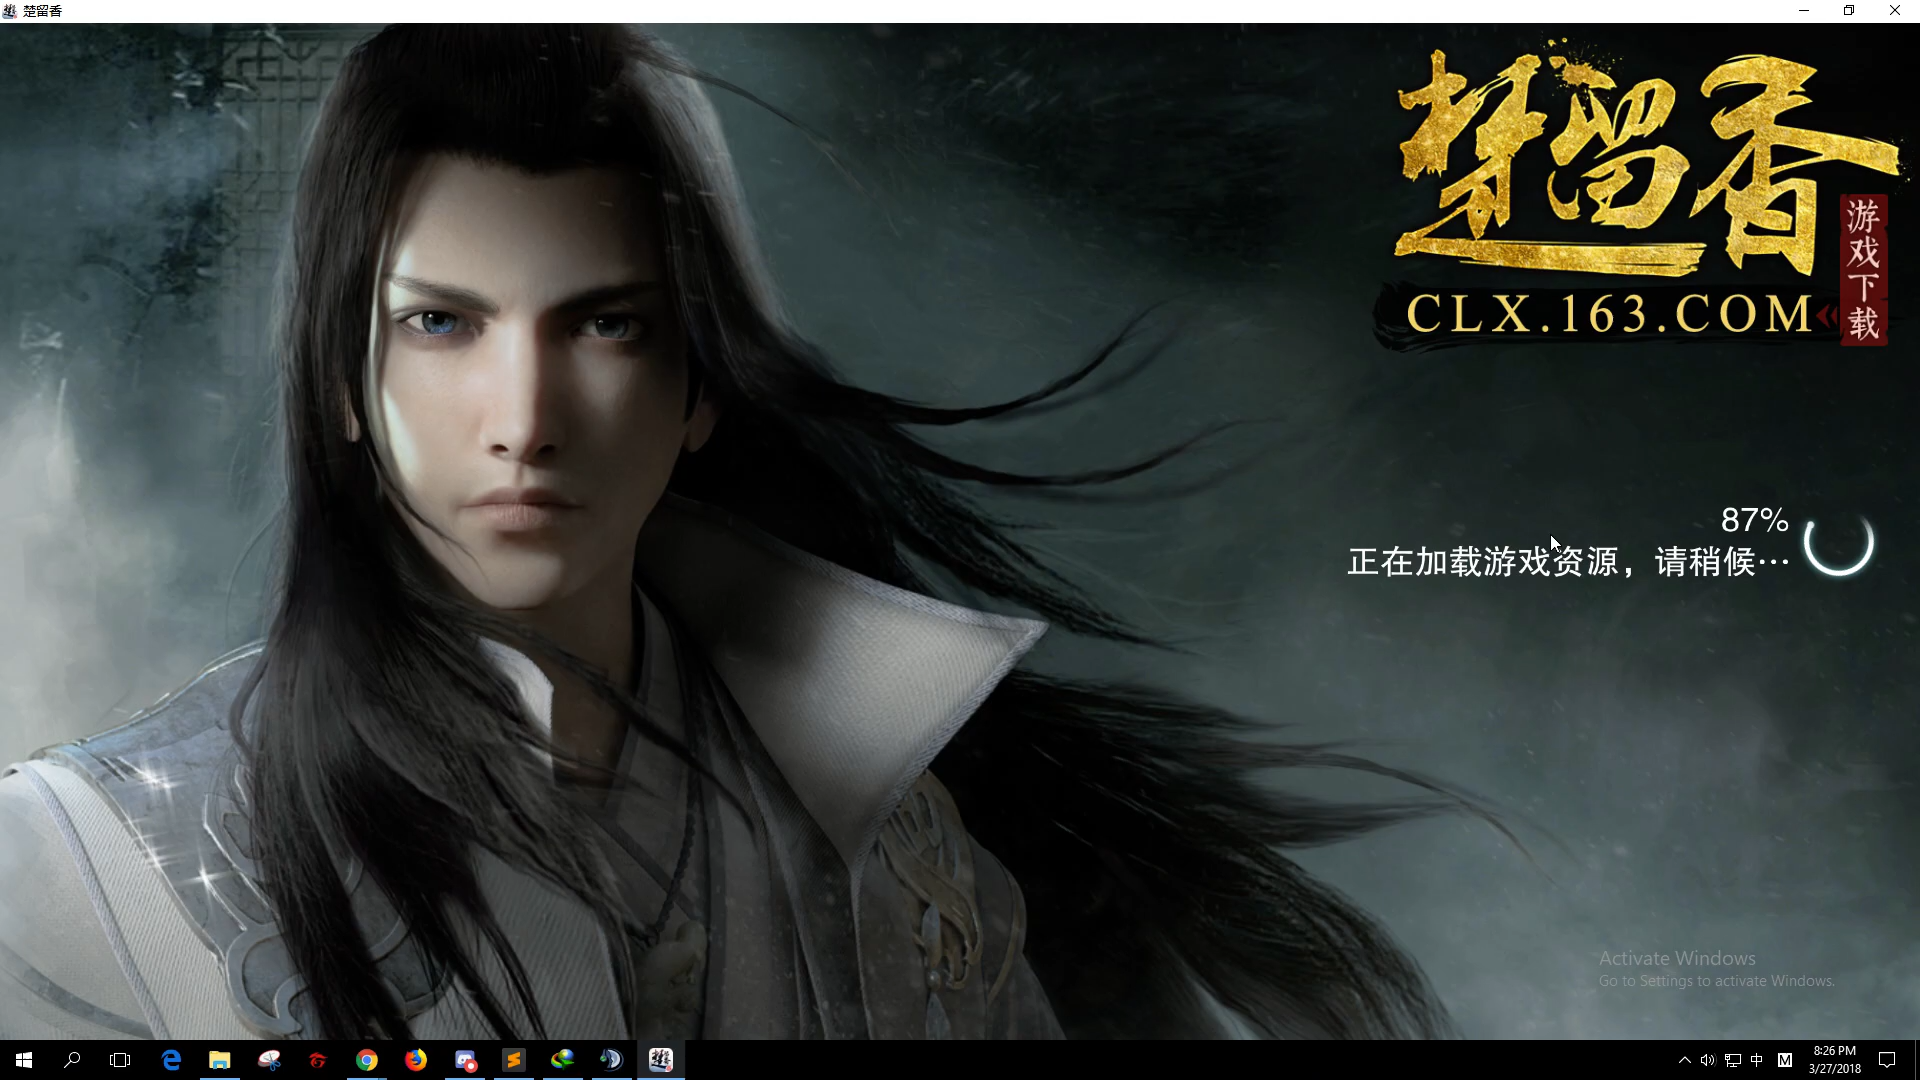 楚留香
楚留香
游戏下载
CLX.163.COM
87%
正在加载游戏资源，请稍候…
Activate Windows
Go to Settings to activate Windows.
中
M
8:26 PM
3/27/2018